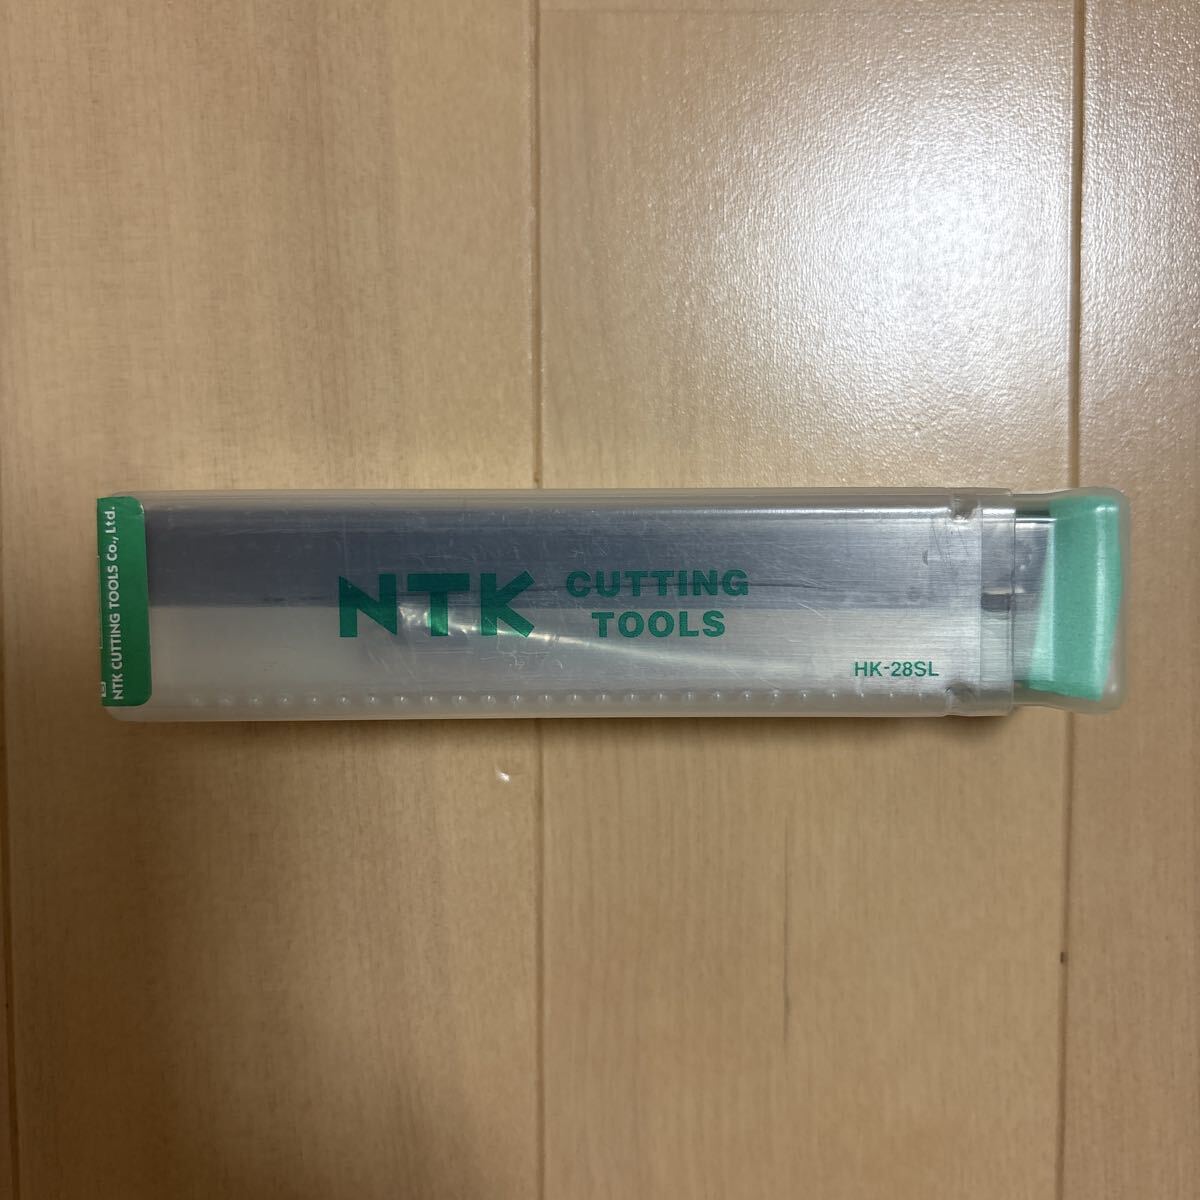 NTK CUTTING TOOLS Co., Ltd.
NTK CUTTING
TOOLS
HK-28SL